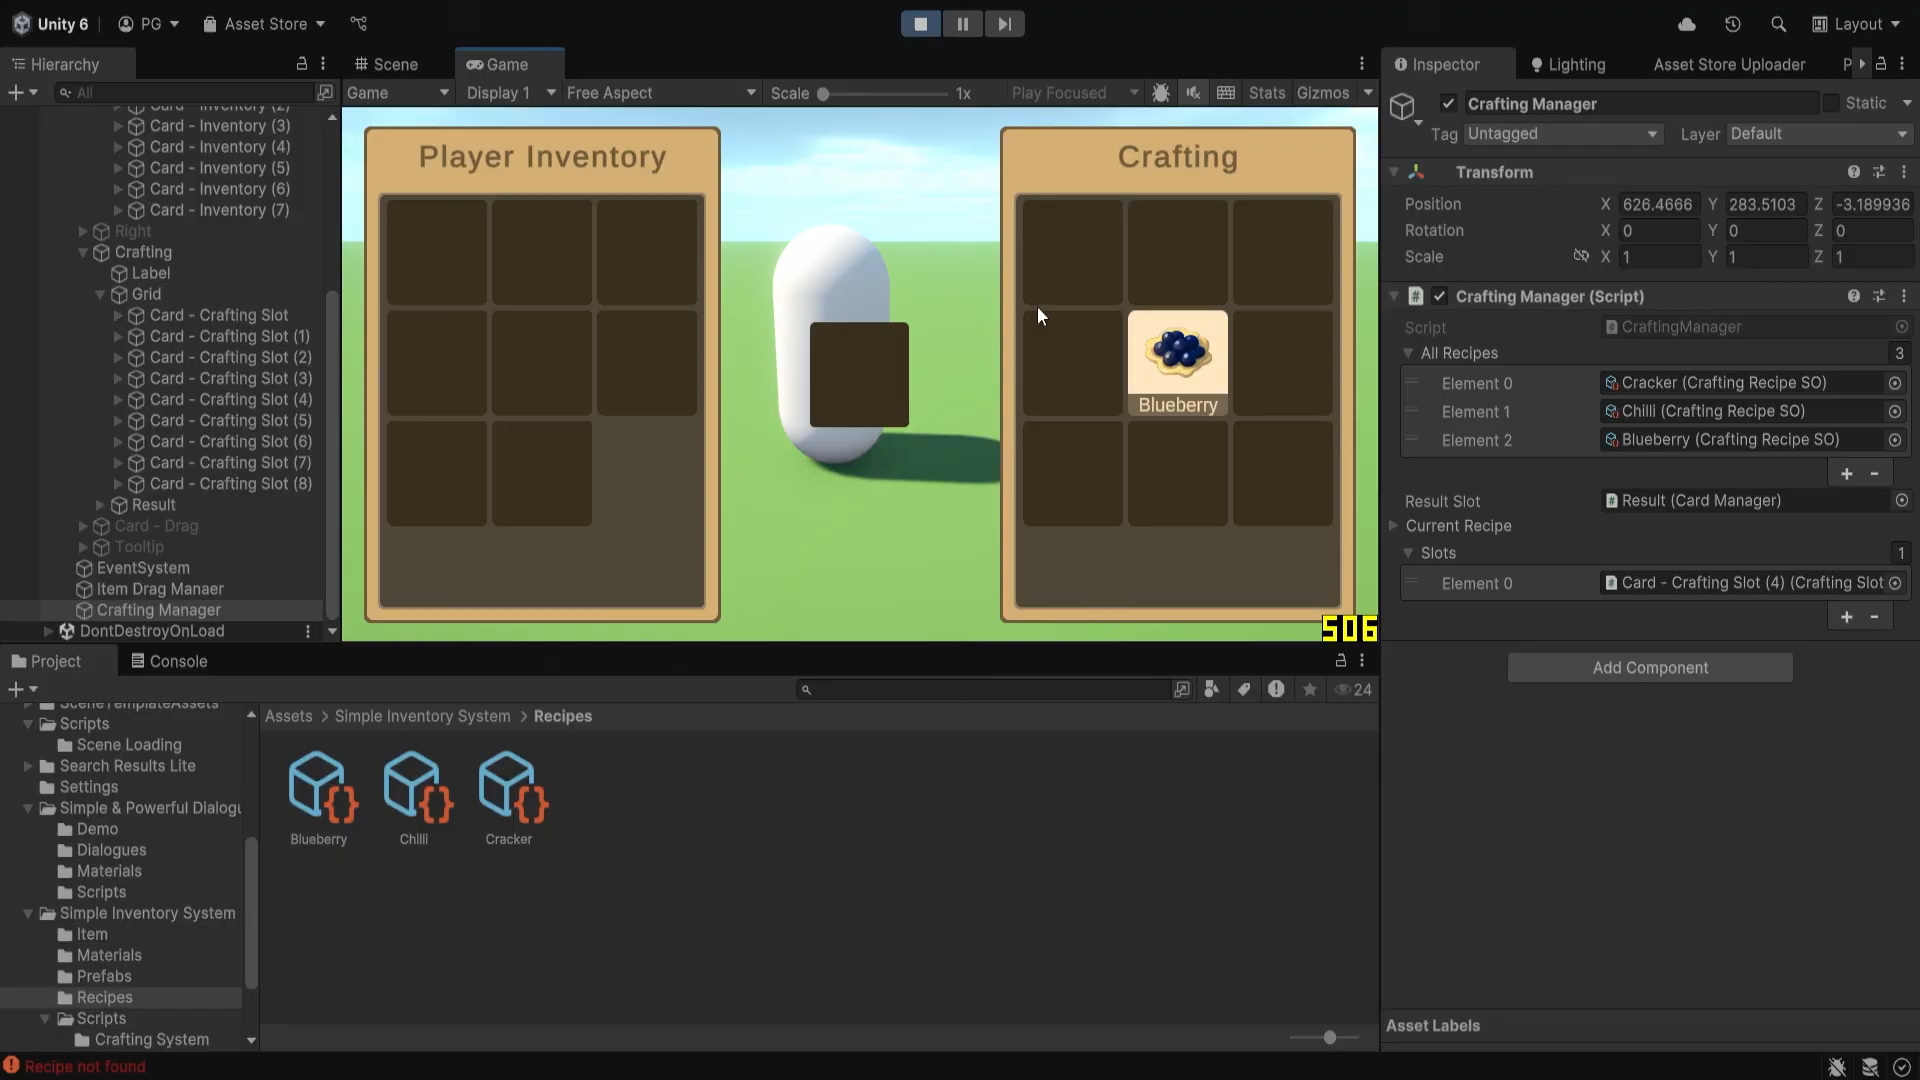 Unity 6
PG
Asset Store
Layout
Hierarchy
All
Card - Inventory (2)
Card - Inventory (3)
Card - Inventory (4)
Card - Inventory (5)
Card - Inventory (6)
Card - Inventory (7)
Right
Crafting
Label
Grid
Card - Crafting Slot
Card - Crafting Slot (1)
Card - Crafting Slot (2)
Card - Crafting Slot (3)
Card - Crafting Slot (4)
Card - Crafting Slot (5)
Card - Crafting Slot (6)
Card - Crafting Slot (7)
Card - Crafting Slot (8)
Result
Card - Drag
Tooltip
EventSystem
Item Drag Manaer
Crafting Manager
DontDestroyOnLoad
Scene
Game
Game
Display 1
Free Aspect
Scale
1x
Play Focused
Stats
Gizmos
Player Inventory
Crafting
Blueberry
506
Inspector
Lighting
Asset Store Uploader
P
Crafting Manager
Static
Tag
Untagged
Layer
Default
Transform
Position
X 626.4666 Y 283.5103 Z -3.189936
Rotation
X 0 Y 0 Z 0
Scale
X 1 Y 1 Z 1
Crafting Manager (Script)
Script
CraftingManager
All Recipes
3
Element 0
Cracker (Crafting Recipe SO)
Element 1
Chilli (Crafting Recipe SO)
Element 2
Blueberry (Crafting Recipe SO)
Result Slot
Result (Card Manager)
Current Recipe
Slots
1
Element 0
Card - Crafting Slot (4) (Crafting Slot
Add Component
Asset Labels
Project
Console
24
SceneTemplateAssets
Scripts
Scene Loading
Search Results Lite
Settings
Simple & Powerful Dialogu
Demo
Dialogues
Materials
Scripts
Simple Inventory System
Item
Materials
Prefabs
Recipes
Scripts
Crafting System
Assets > Simple Inventory System > Recipes
Blueberry
Chilli
Cracker
Recipe not found